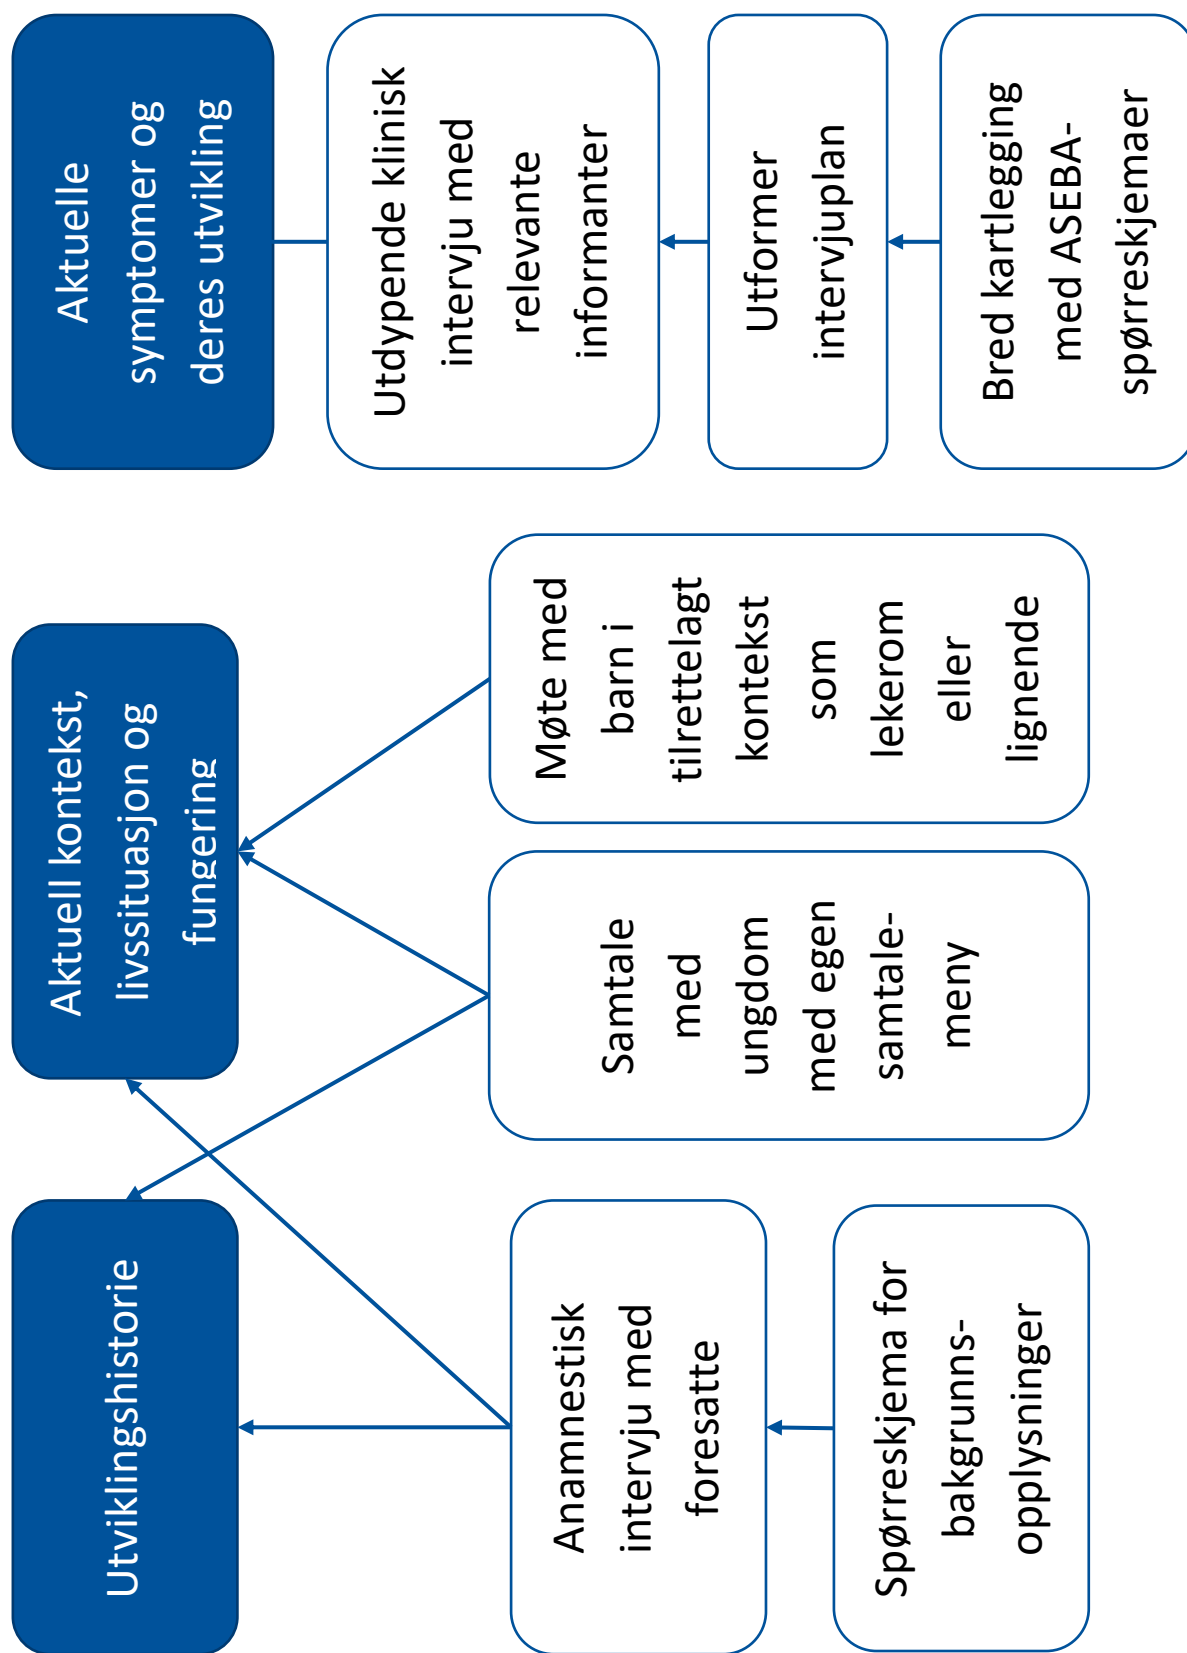 Utviklingshistorie
Aktuell kontekst,
livssituasjon og
fungering
Aktuelle
symptomer og
deres utvikling
Anamnestisk
intervju med
foresatte
Spørreskjema for
bakgrunns-
opplysninger
Samtale
med
ungdom
med egen
samtale-
meny
Møte med
barn i
tilrettelagt
kontekst
som
lekerom
eller
lignende
Utdypende klinisk
intervju med
relevante
informanter
Utformer
intervjuplan
Bred kartlegging
med ASEBA-
spørreskjemaer